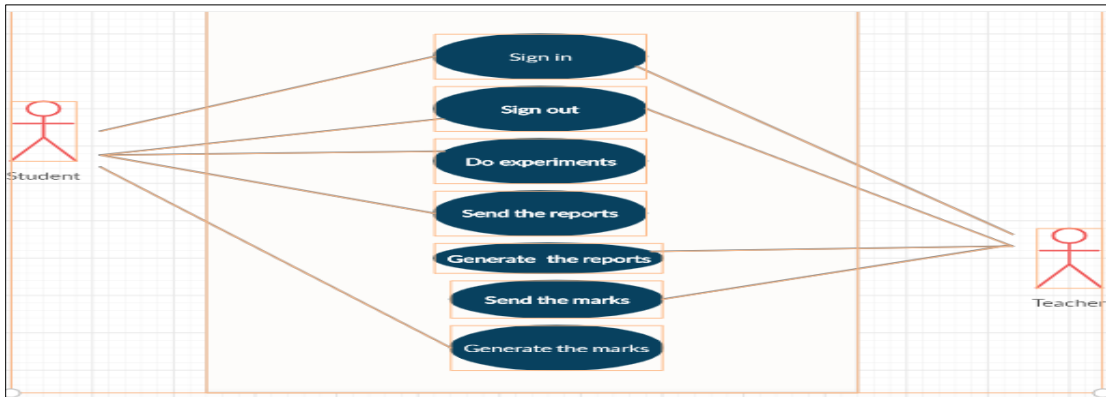 Sign in
Sign out
Do experiments
Student
Send the reports
Generate the reports
Send the marks
Teacher
Generate the marks